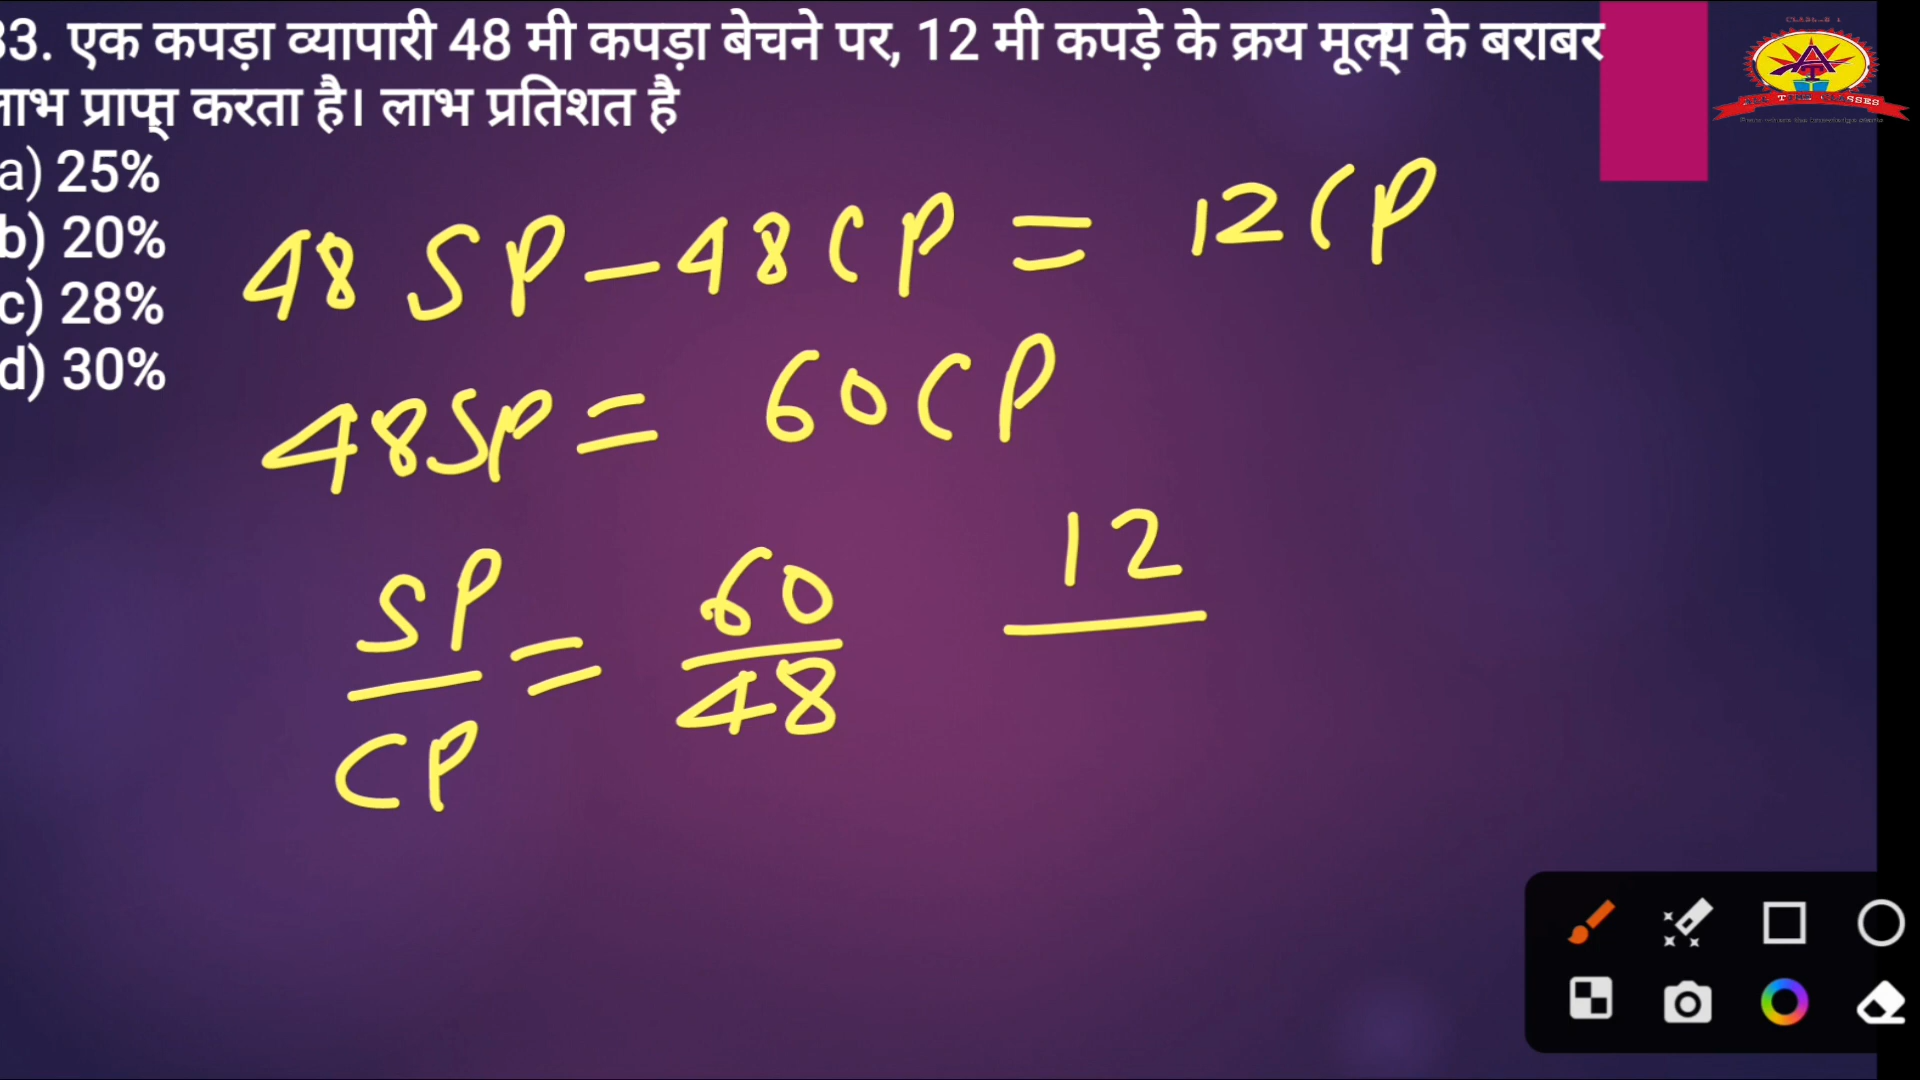 33. एक कपड़ा व्यापारी 48 मी कपड़ा बेचने पर, 12 मी कपड़े के क्रय मूल्य के बराबर
लाभ प्राप्त करता है। लाभ प्रतिशत है
a) 25%
b) 20%
c) 28%
d) 30%
48 SP - 48 CP = 12 CP
48 SP = 60 CP
SP/CP = 60/48
12